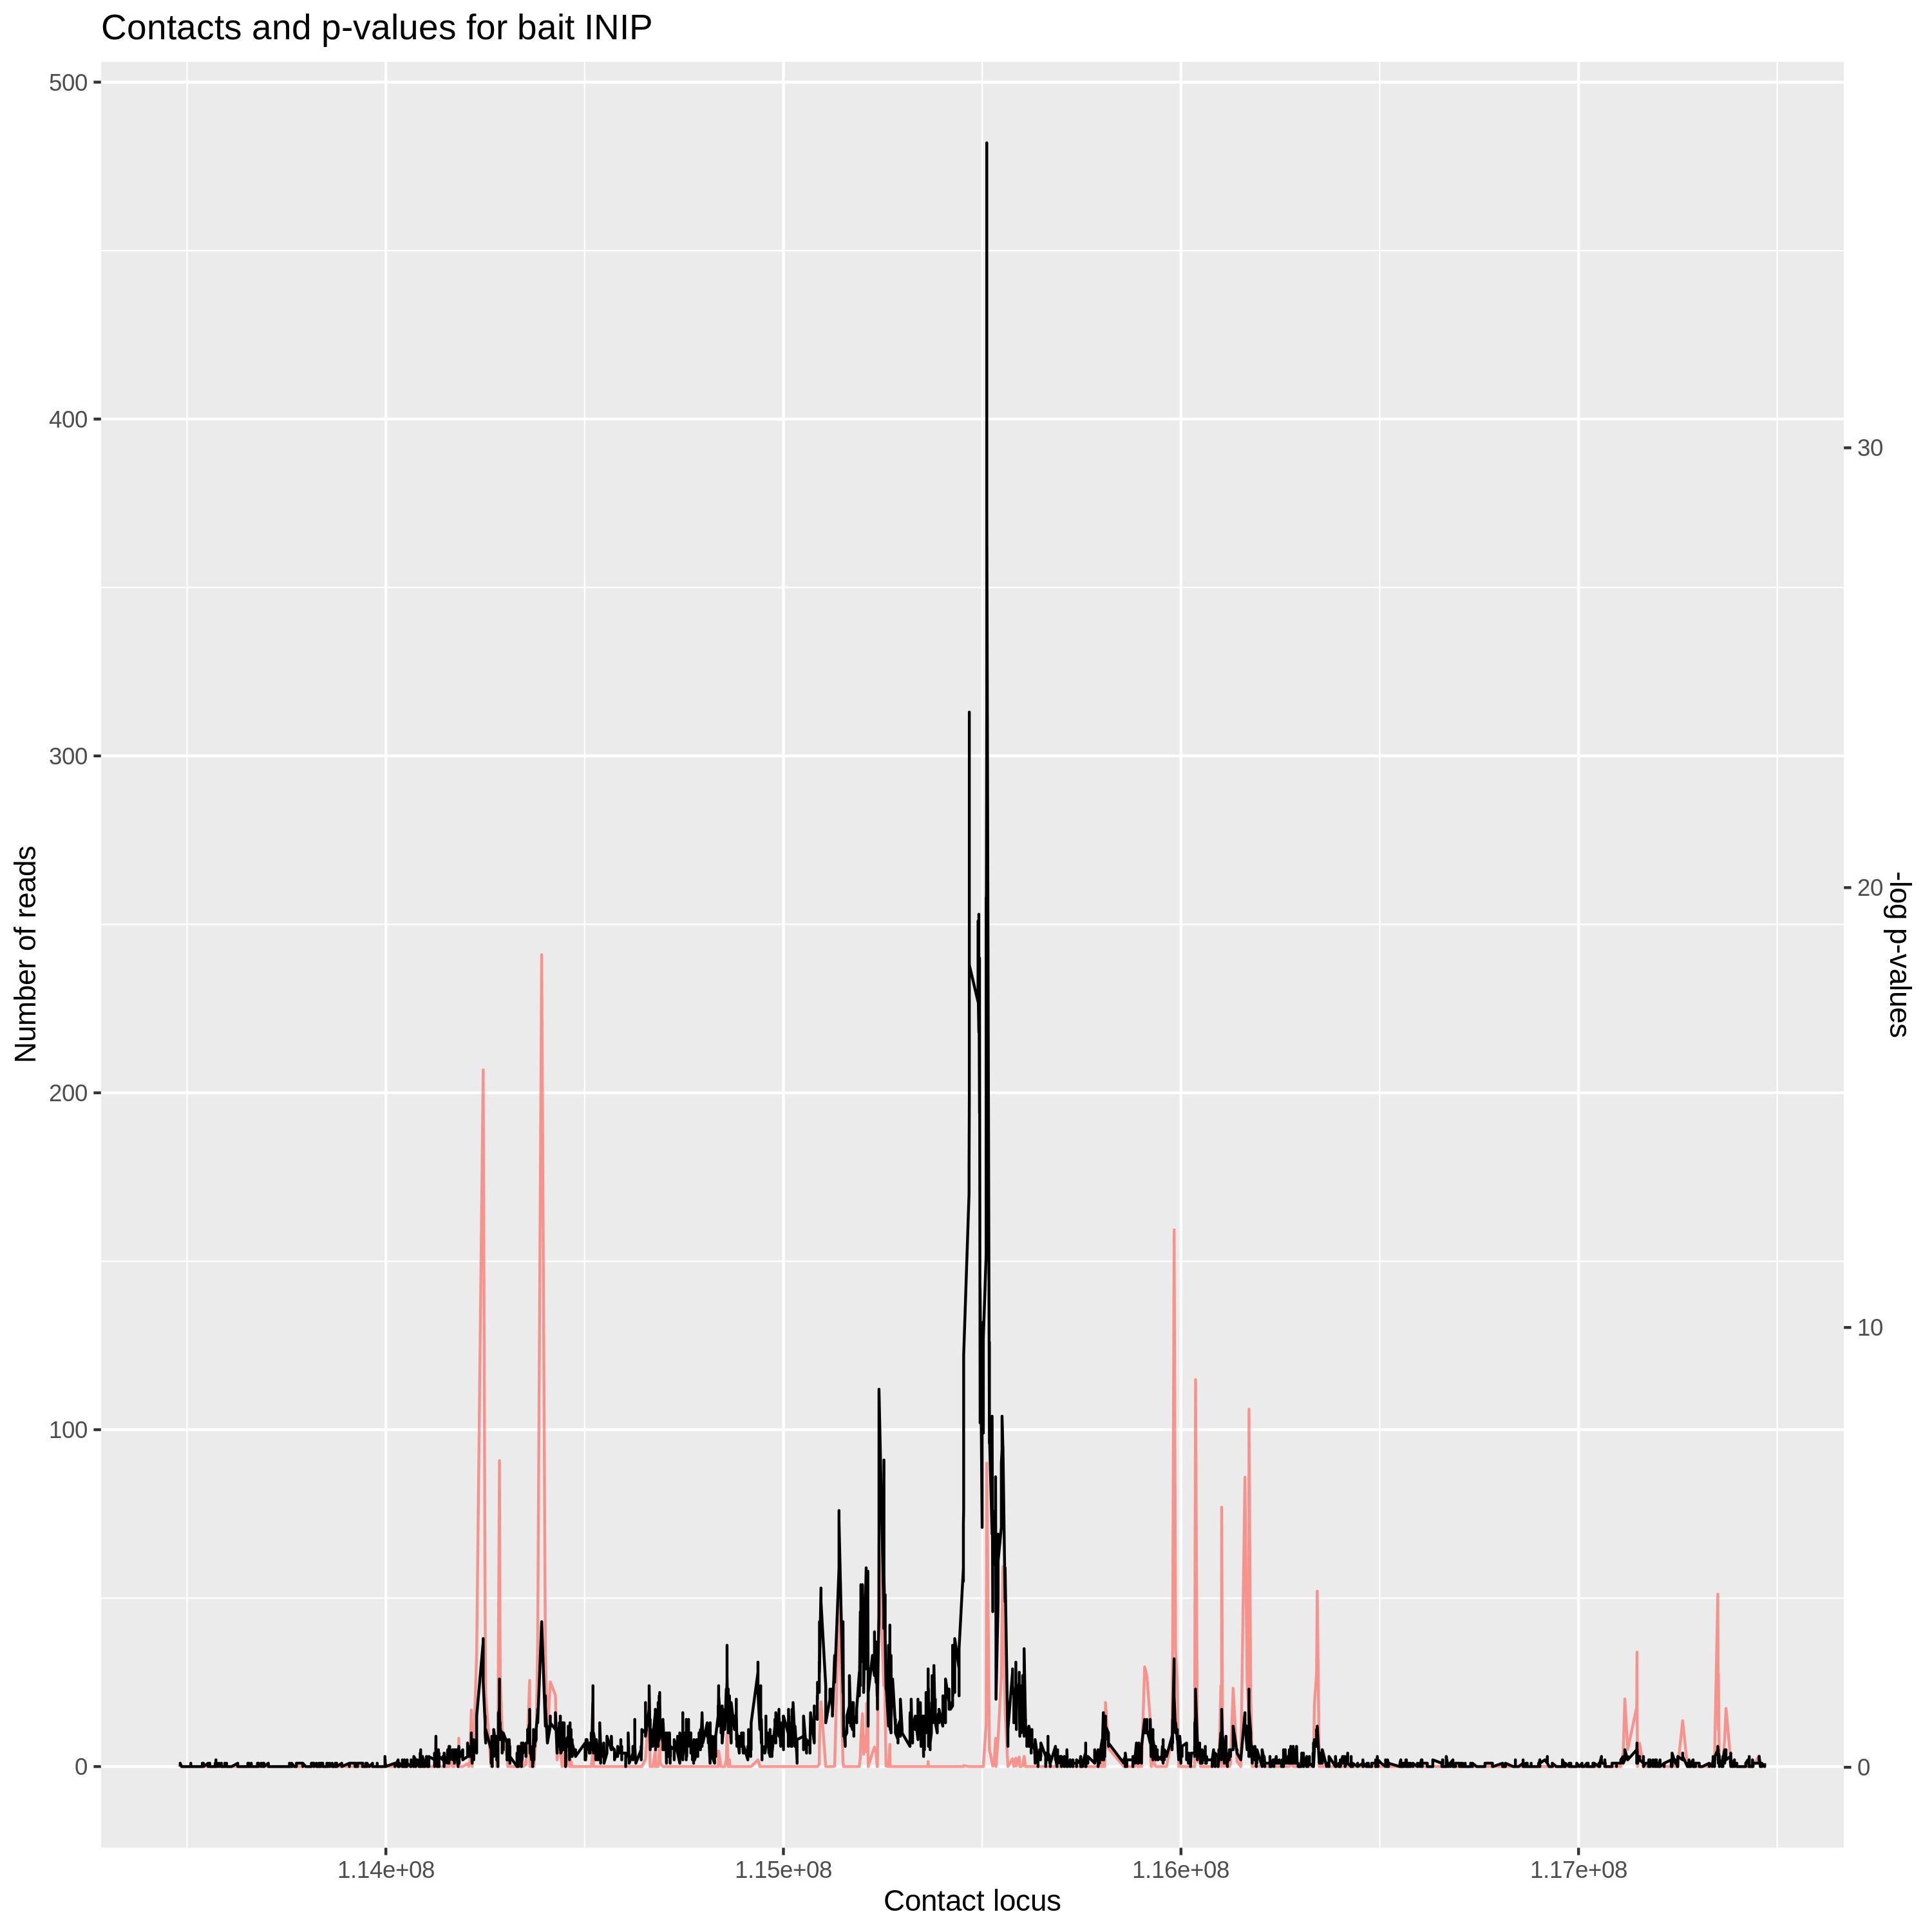 Contacts and p-values for bait INIP
500
400
300
200
100
0
Number of reads
30
20
10
0
-log p-values
1.14e+08
1.15e+08
1.16e+08
1.17e+08
Contact locus